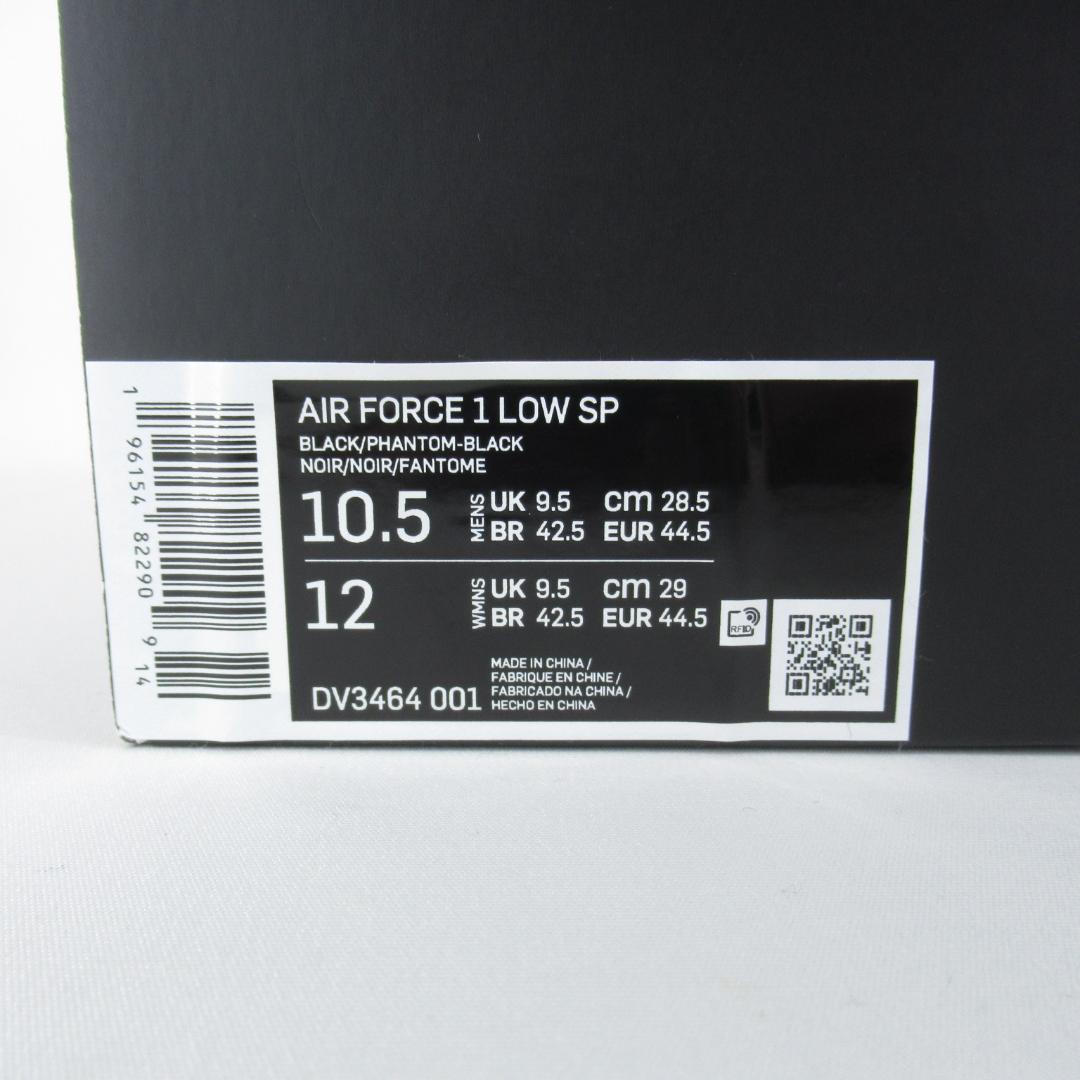 AIR FORCE 1 LOW SP
BLACK/PHANTOM-BLACK
NOIR/NOIR/FANTOME
10.5 MENS UK 9.5 cm 28.5
BR 42.5 EUR 44.5
12 WMNS UK 9.5 cm 29
BR 42.5 EUR 44.5
RFID
DV3464 001
MADE IN CHINA /
FABRIQUE EN CHINE /
FABRICADO NA CHINA /
HECHO EN CHINA
1 96154 82290 9 14